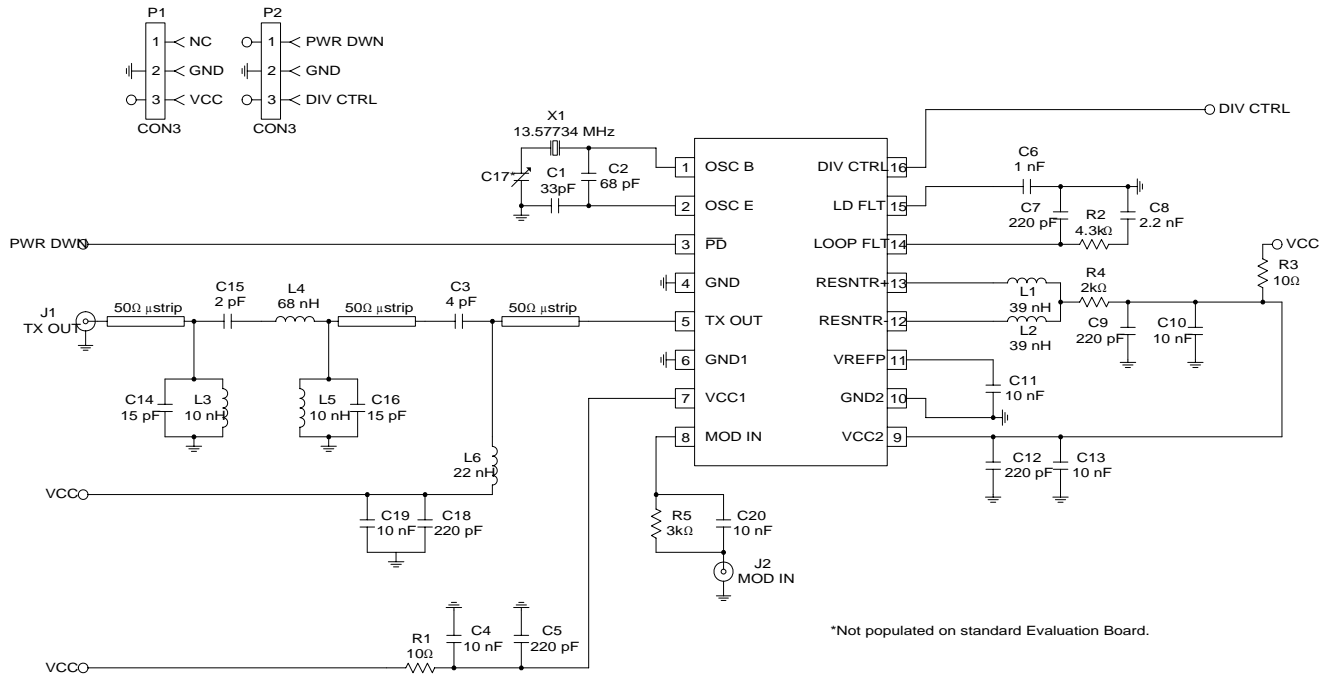 P1
P2
1
NC
2
GND
3
VCC
CON3
1
PWR DWN
2
GND
3
DIV CTRL
CON3
DIV CTRL
X1
13.57734 MHz
C17*
C1
33pF
C2
68 pF
1
OSC B
2
OSC E
3
PD
4
GND
5
TX OUT
6
GND1
7
VCC1
8
MOD IN
DIV CTRL
16
LD FLT
15
LOOP FLT
14
RESNTR+
13
RESNTR-
12
VREFP
11
GND2
10
VCC2
9
C6
1 nF
C7
220 pF
R2
4.3kΩ
C8
2.2 nF
VCC
R3
10Ω
L1
39 nH
L2
39 nH
R4
2kΩ
C9
220 pF
C10
10 nF
C11
10 nF
C12
220 pF
C13
10 nF
PWR DWN
J1
TX OUT
50Ω µstrip
C15
2 pF
L4
68 nH
50Ω µstrip
C3
4 pF
50Ω µstrip
C14
15 pF
L3
10 nH
L5
10 nH
C16
15 pF
L6
22 nH
VCC
C19
10 nF
C18
220 pF
R5
3kΩ
C20
10 nF
J2
MOD IN
VCC
R1
10Ω
C4
10 nF
C5
220 pF
*Not populated on standard Evaluation Board.